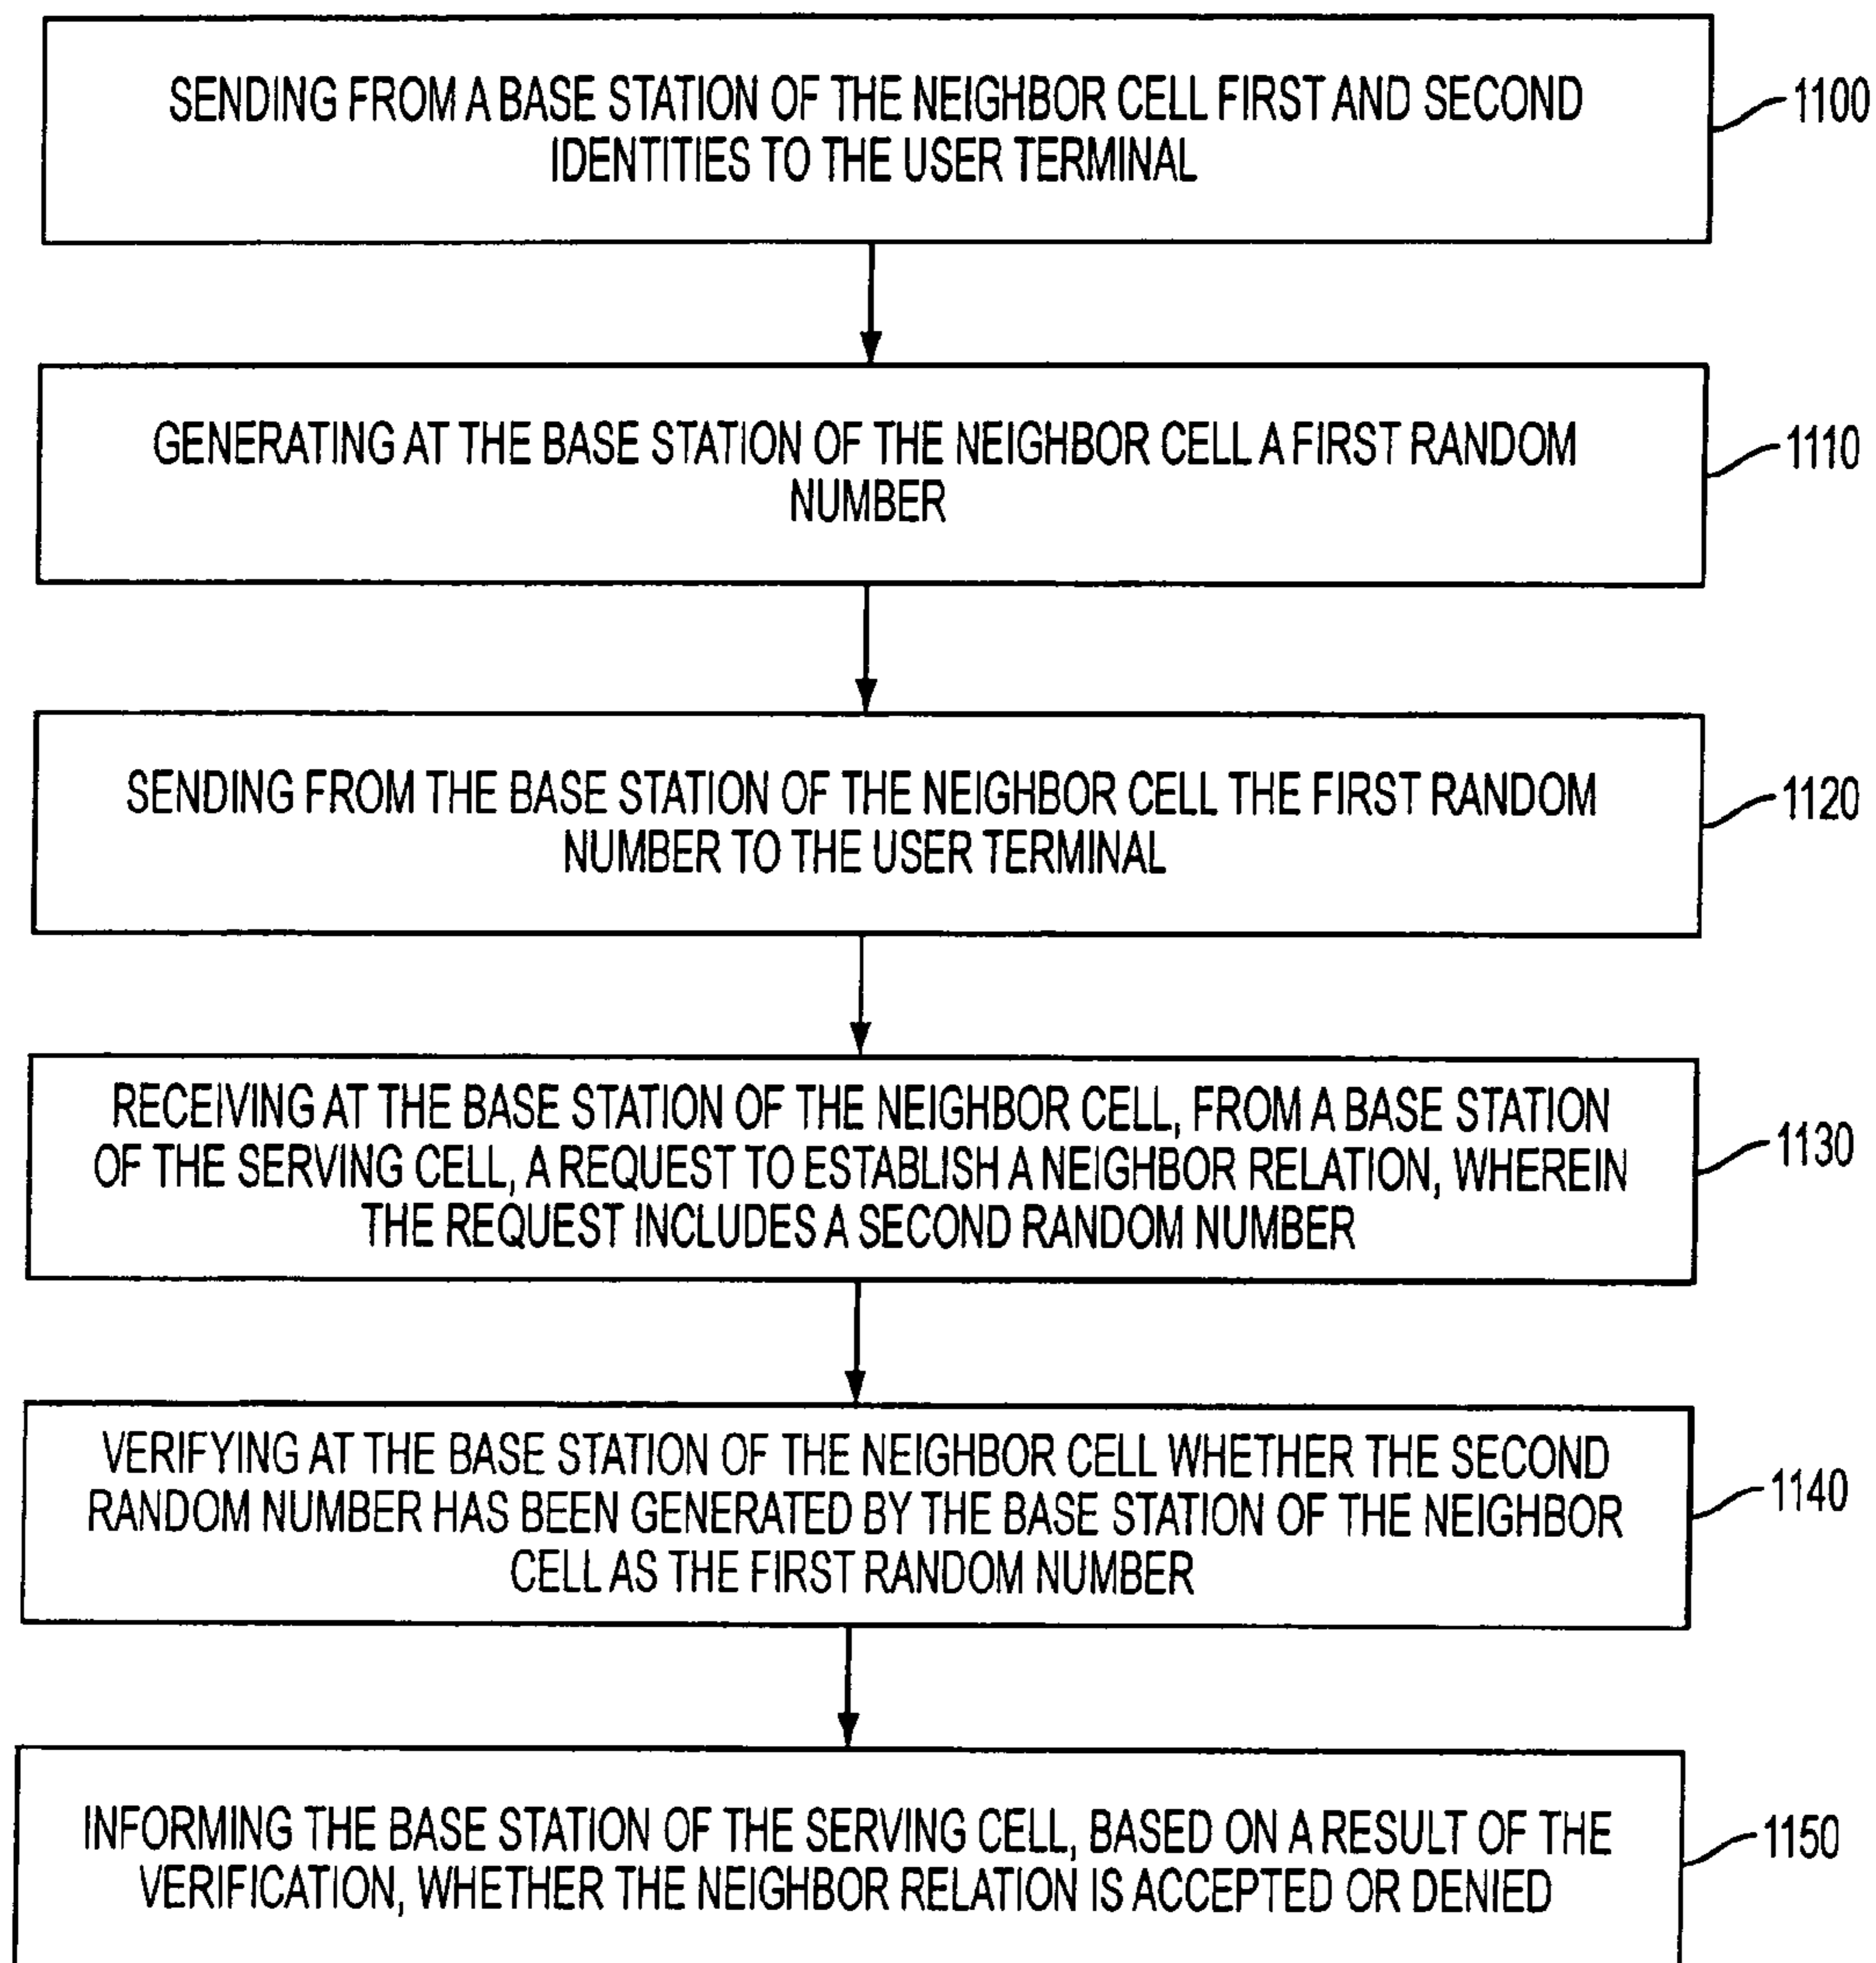 SENDING FROM A BASE STATION OF THE NEIGHBOR CELL FIRST AND SECOND
IDENTITIES TO THE USER TERMINAL
1100
GENERATING AT THE BASE STATION OF THE NEIGHBOR CELL A FIRST RANDOM
NUMBER
1110
SENDING FROM THE BASE STATION OF THE NEIGHBOR CELL THE FIRST RANDOM
NUMBER TO THE USER TERMINAL
1120
RECEIVING AT THE BASE STATION OF THE NEIGHBOR CELL, FROM A BASE STATION
OF THE SERVING CELL, A REQUEST TO ESTABLISH A NEIGHBOR RELATION, WHEREIN
THE REQUEST INCLUDES A SECOND RANDOM NUMBER
1130
VERIFYING AT THE BASE STATION OF THE NEIGHBOR CELL WHETHER THE SECOND
RANDOM NUMBER HAS BEEN GENERATED BY THE BASE STATION OF THE NEIGHBOR
CELL AS THE FIRST RANDOM NUMBER
1140
INFORMING THE BASE STATION OF THE SERVING CELL, BASED ON A RESULT OF THE
VERIFICATION, WHETHER THE NEIGHBOR RELATION IS ACCEPTED OR DENIED
1150